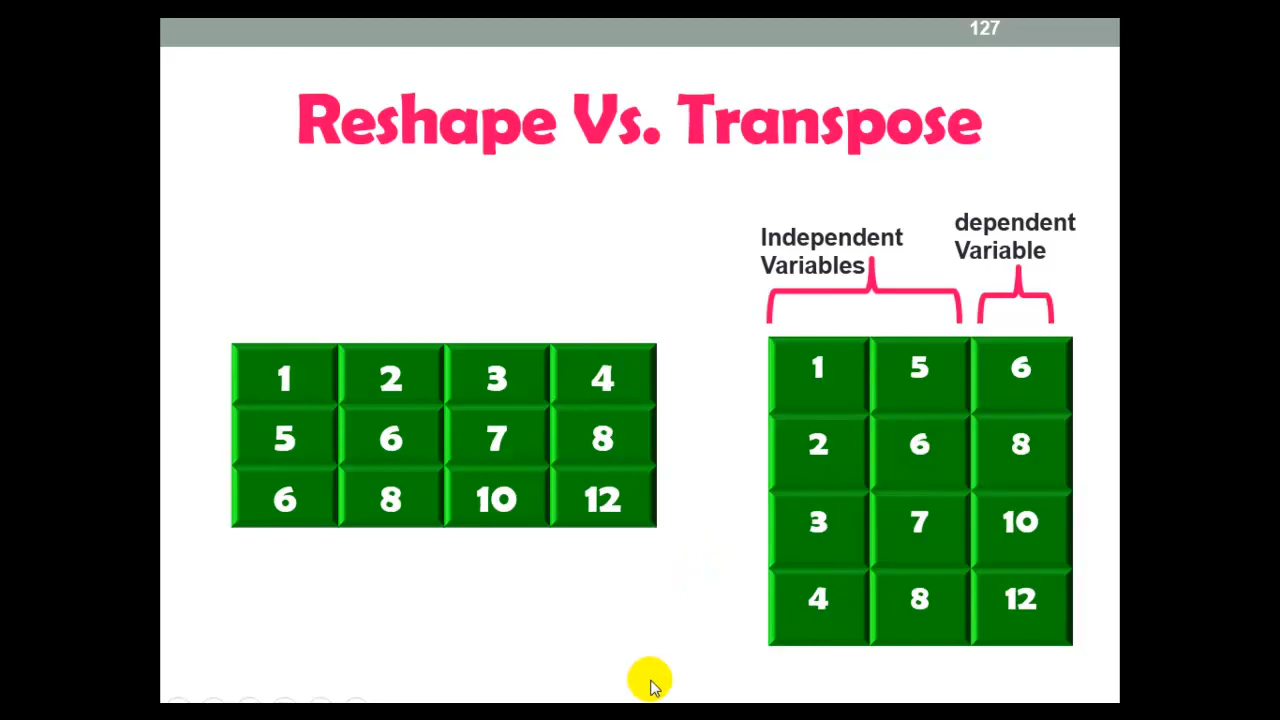 127
Reshape Vs. Transpose
Independent
Variables
dependent
Variable
1 2 3 4
5 6 7 8
6 8 10 12
1 5 6
2 6 8
3 7 10
4 8 12